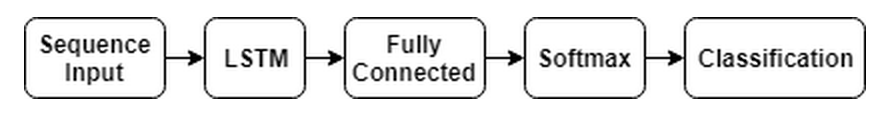 Sequence
Input
LSTM
Fully
Connected
Softmax
Classification